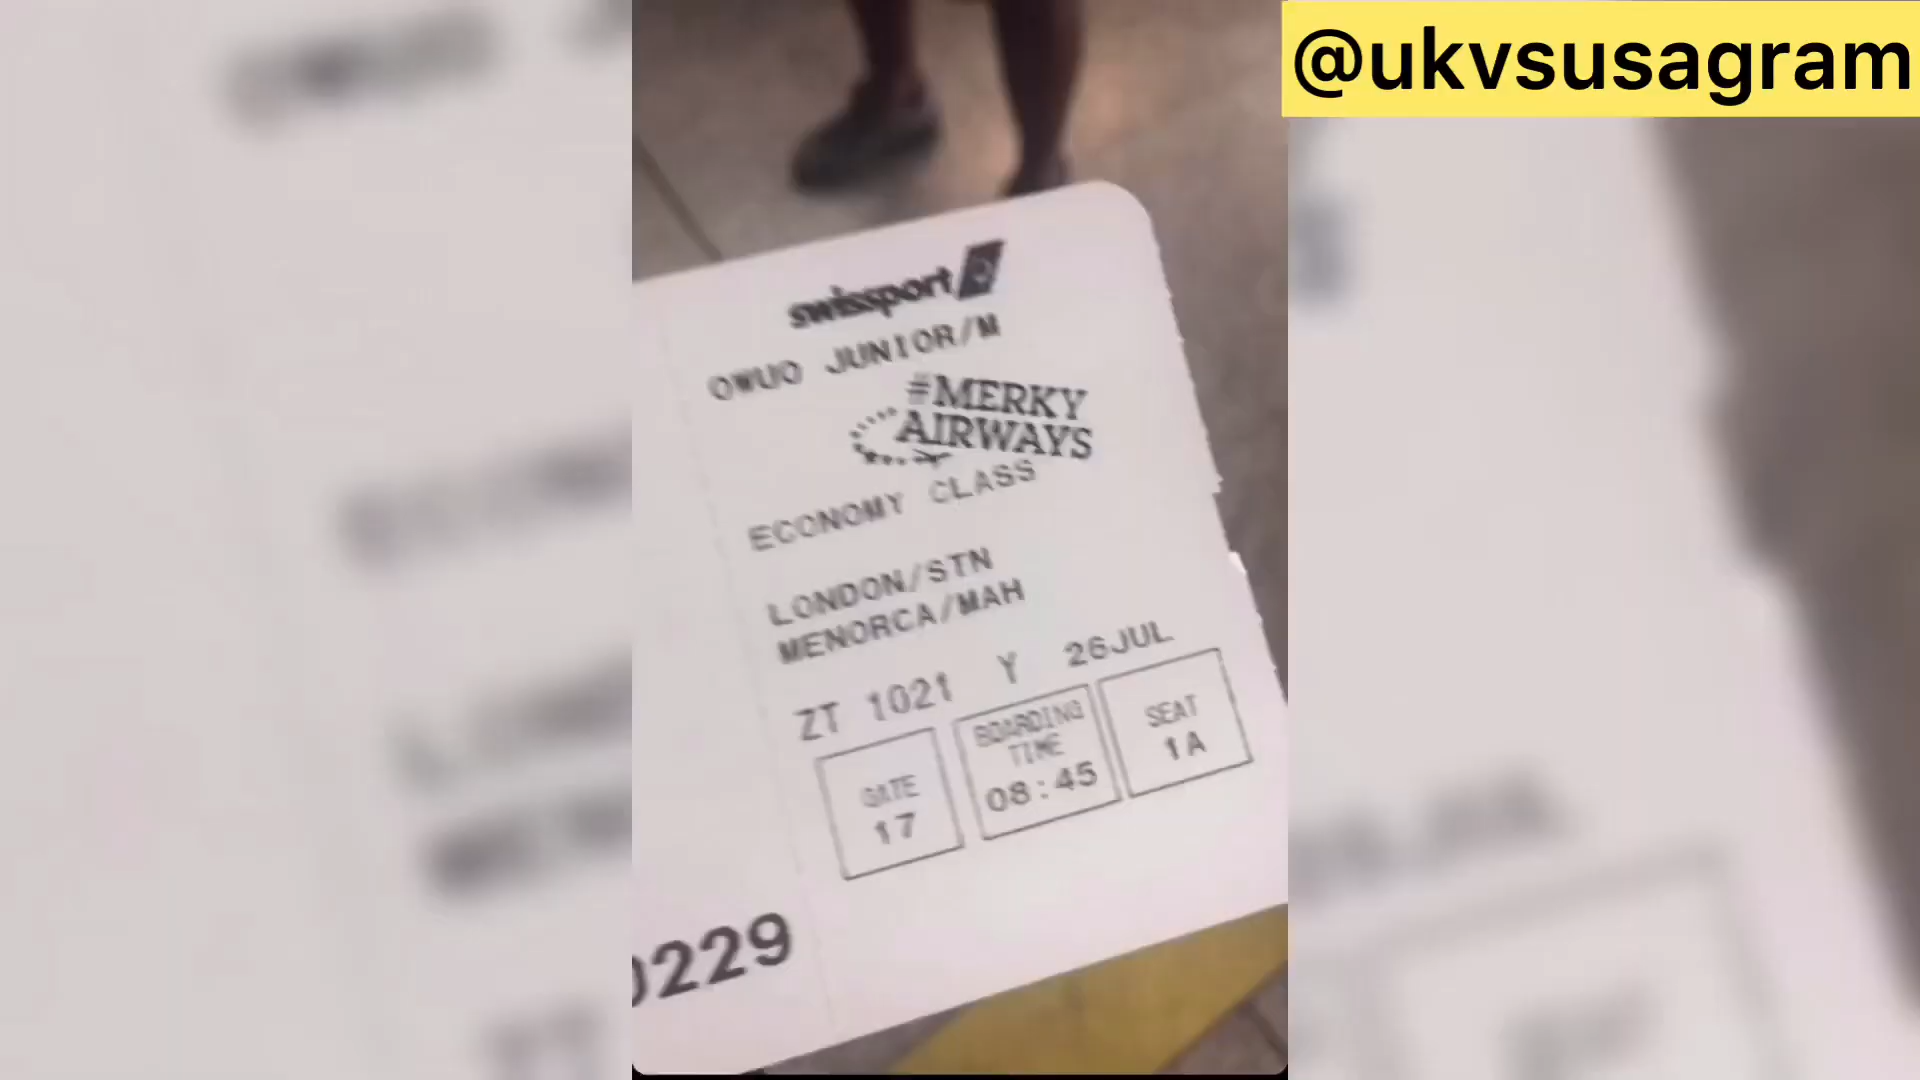 @ukvsusagram
swissport
OWUO JUNIOR/M
#MERKY
AIRWAYS
ECONOMY CLASS
LONDON/STN
MENORCA/MAH
ZT 1021 Y 26JUL
GATE
17
BOARDING
TIME
08:45
SEAT
1A
0229